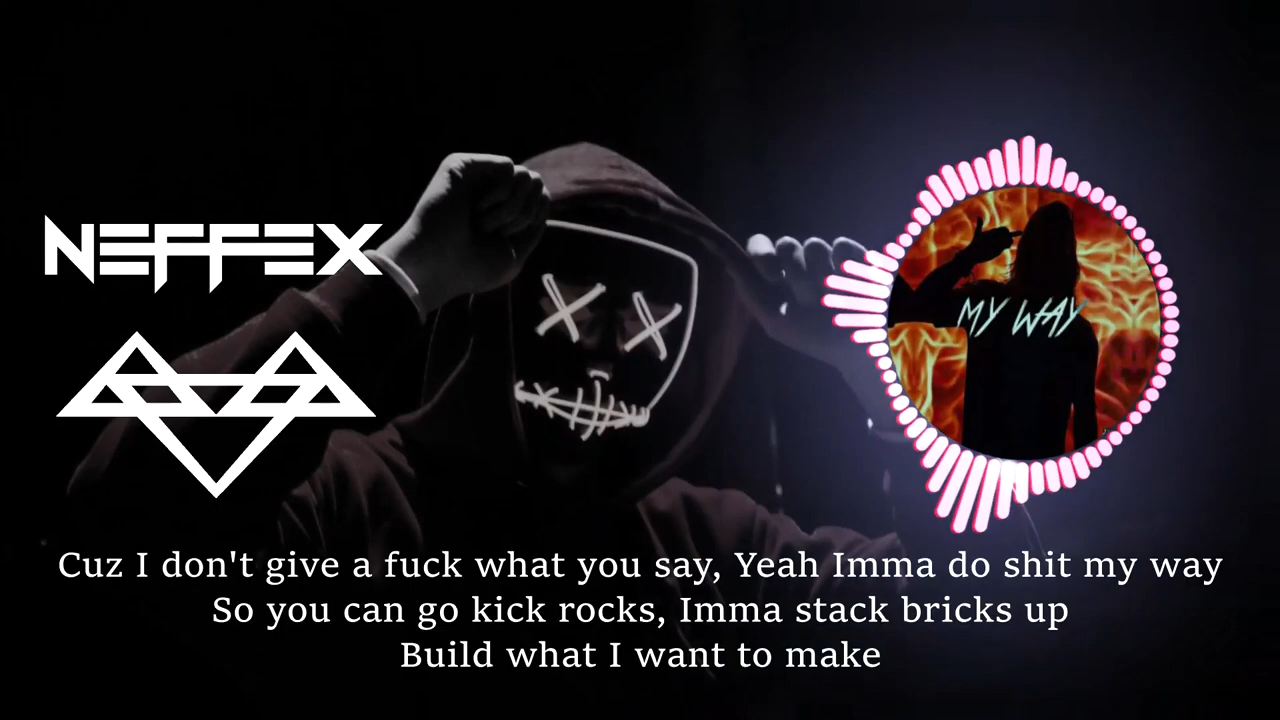 NEFFEX
MY WAY
Cuz I don't give a fuck what you say, Yeah Imma do shit my way
So you can go kick rocks, Imma stack bricks up
Build what I want to make